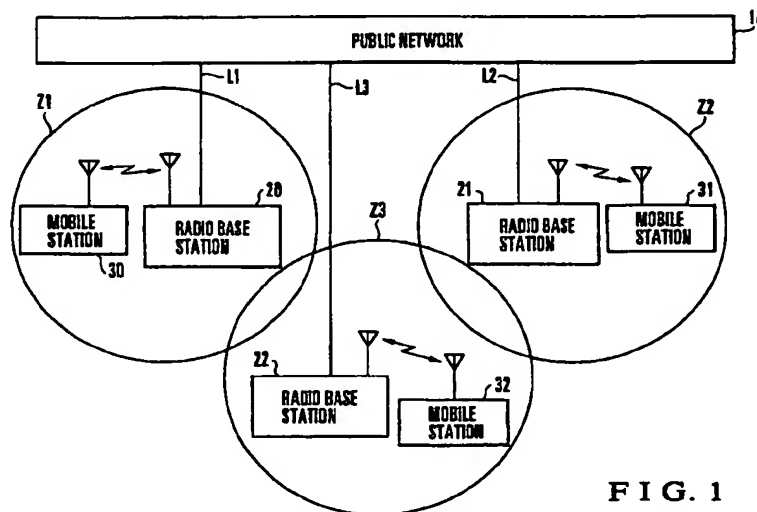 PUBLIC NETWORK
L1
L3
L2
Z1
Z2
20
21
31
MOBILE STATION
RADIO BASE STATION
Z3
RADIO BASE STATION
MOBILE STATION
30
22
32
RADIO BASE STATION
MOBILE STATION
FIG. 1